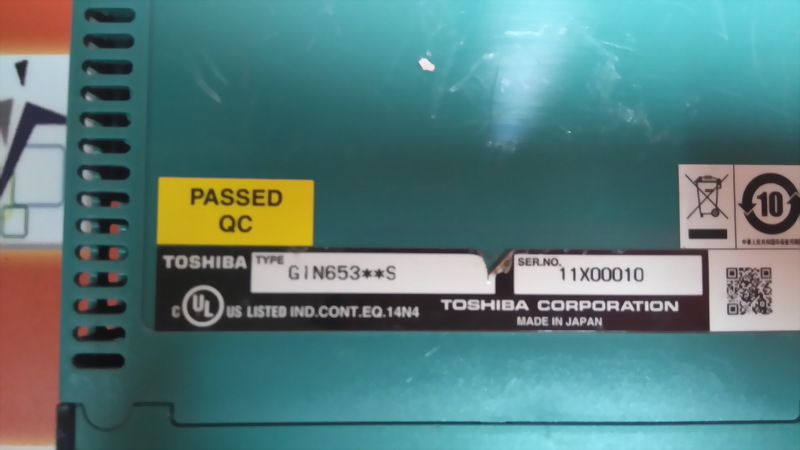 PASSED
QC
TOSHIBA
TYPE
GIN653**S
SER.NO.
11X00010
C UL US LISTED IND.CONT.EQ.14N4
TOSHIBA CORPORATION
MADE IN JAPAN
10